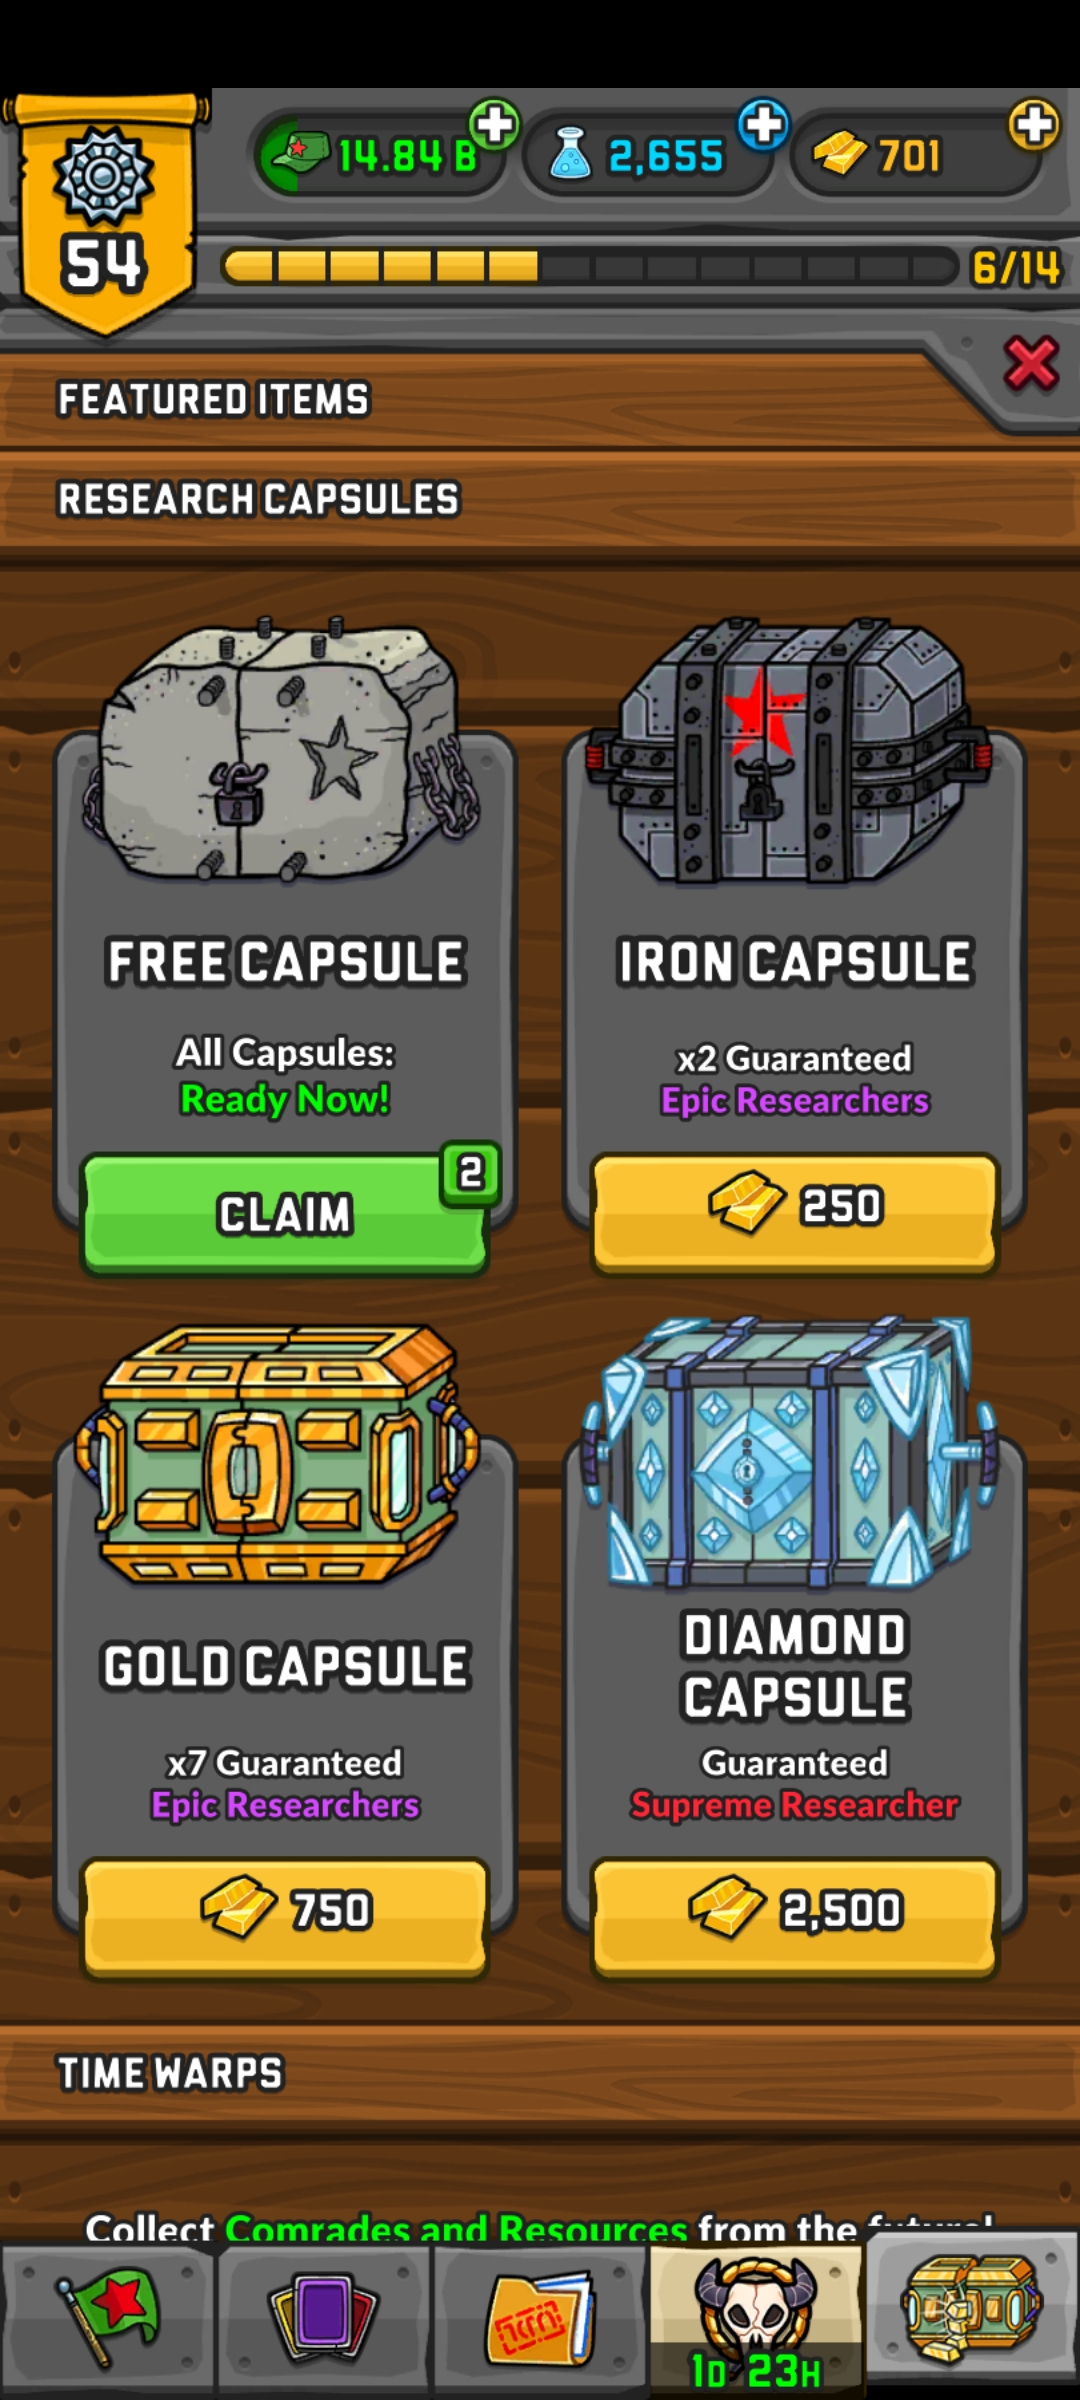 14.84 B
2,655
701
54
6/14
FEATURED ITEMS
RESEARCH CAPSULES
FREE CAPSULE
All Capsules:
Ready Now!
CLAIM
2
IRON CAPSULE
x2 Guaranteed
Epic Researchers
250
GOLD CAPSULE
x7 Guaranteed
Epic Researchers
750
DIAMOND
CAPSULE
Guaranteed
Supreme Researcher
2,500
TIME WARPS
Collect Comrades and Resources from the future!
1D 23H